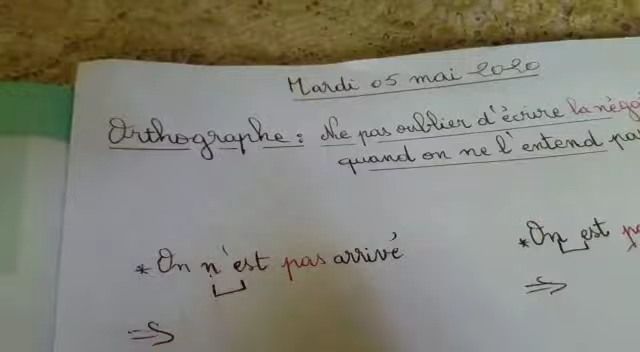 Mardi 05 mai 2020
Orthographe : Ne pas oublier d'écrire la
quand on ne l'entend
* On n'est pas arrivé
* On est
⇒
⇒